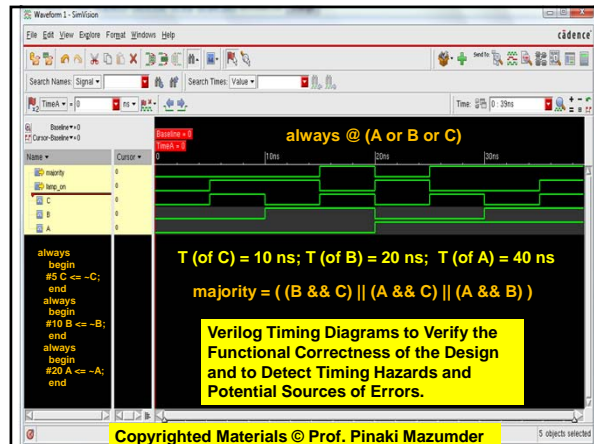 Waveform 1 - SimVision
File Edit View Explore Format Windows Help
cādence
Send To:
Search Names: Signal
Search Times: Value
TimeA = 0
ns
Time: 0 : 39ns
Baseline = 0
Cursor-Baseline = 0
Baseline = 0
TimeA = 0
always @ (A or B or C)
Name
Cursor
0
10ns
20ns
30ns
majority 0
lamp_on 0
C 0
B 0
A 0
always
begin
#5 C <= ~C;
end
always
begin
#10 B <= ~B;
end
always
begin
#20 A <= ~A;
end
T (of C) = 10 ns; T (of B) = 20 ns; T (of A) = 40 ns
majority = ( (B && C) || (A && C) || (A && B) )
Verilog Timing Diagrams to Verify the
Functional Correctness of the Design
and to Detect Timing Hazards and
Potential Sources of Errors.
Copyrighted Materials © Prof. Pinaki Mazumder
5 objects selected